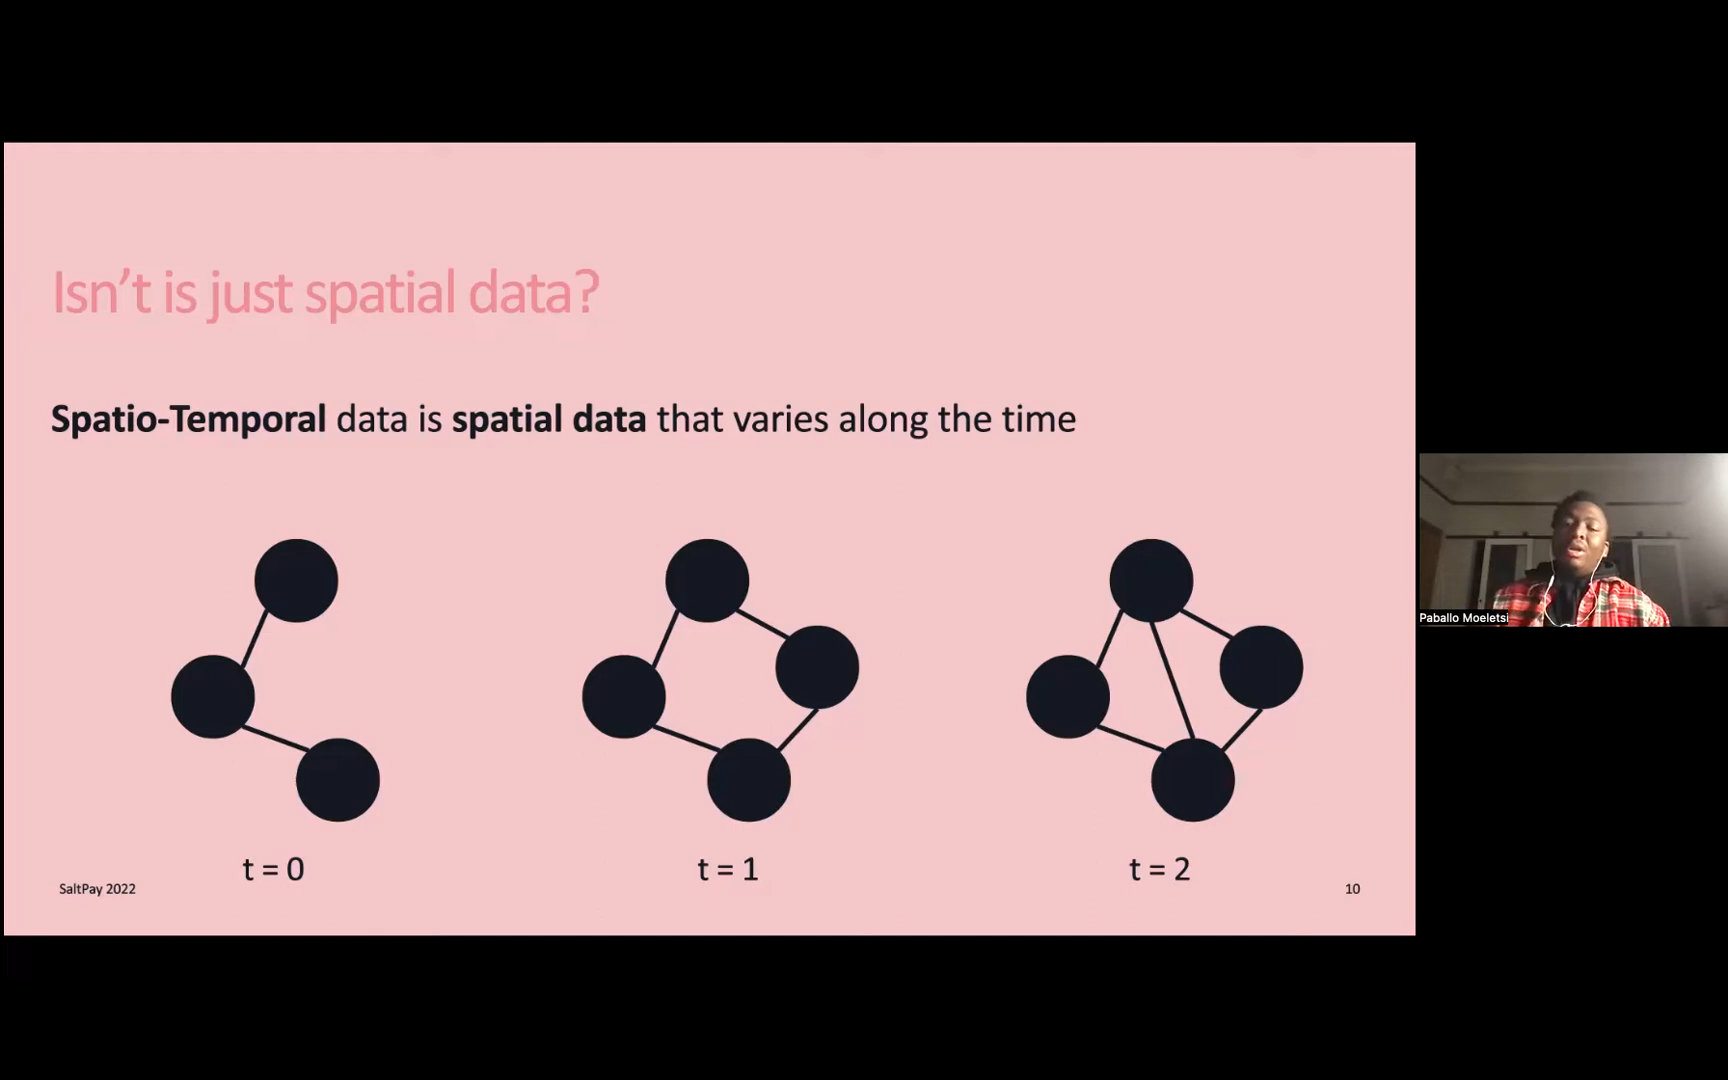 Isn’t is just spatial data?
Spatio-Temporal data is spatial data that varies along the time
t = 0
t = 1
t = 2
SaltPay 2022
10
Paballo Moeletsi